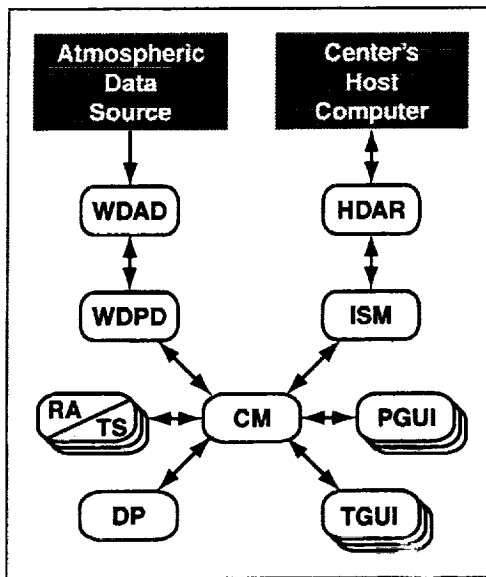 Atmospheric
Data
Source
Center's
Host
Computer
WDAD
HDAR
WDPD
ISM
RA
TS
CM
PGUI
DP
TGUI